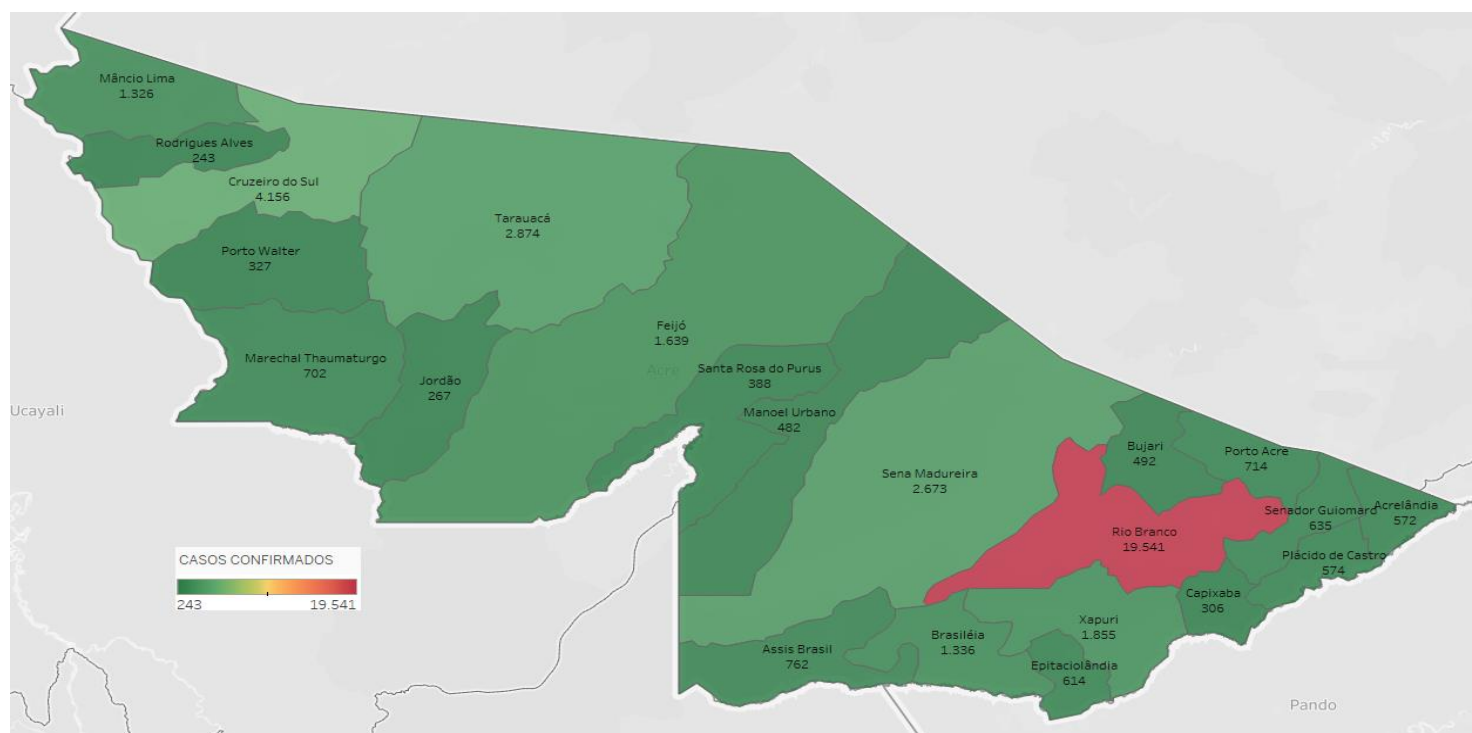 Mâncio Lima
1.326
Rodrigues Alves
243
Cruzeiro do Sul
4.156
Tarauacá
2.874
Porto Walter
327
Feijó
1.639
Marechal Thaumaturgo
702
Acre
Santa Rosa do Purus
388
Jordão
267
Ucayali
Manoel Urbano
482
Bujari
492
Porto Acre
714
Sena Madureira
2.673
Senador Guiomard
635
Acrelândia
572
Rio Branco
19.541
Plácido de Castro
574
CASOS CONFIRMADOS
243
19.541
Capixaba
306
Xapuri
1.855
Brasiléia
1.336
Assis Brasil
762
Epitaciolândia
614
Pando